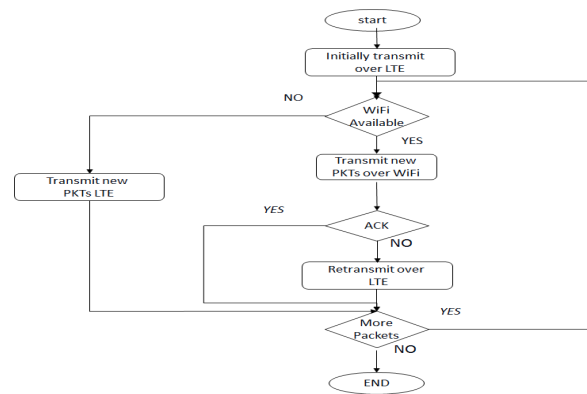 start
Initially transmit
over LTE
NO
WiFi
Available
YES
Transmit new
PKTs LTE
Transmit new
PKTs over WiFi
YES
ACK
NO
Retransmit over
LTE
More
Packets
YES
NO
END